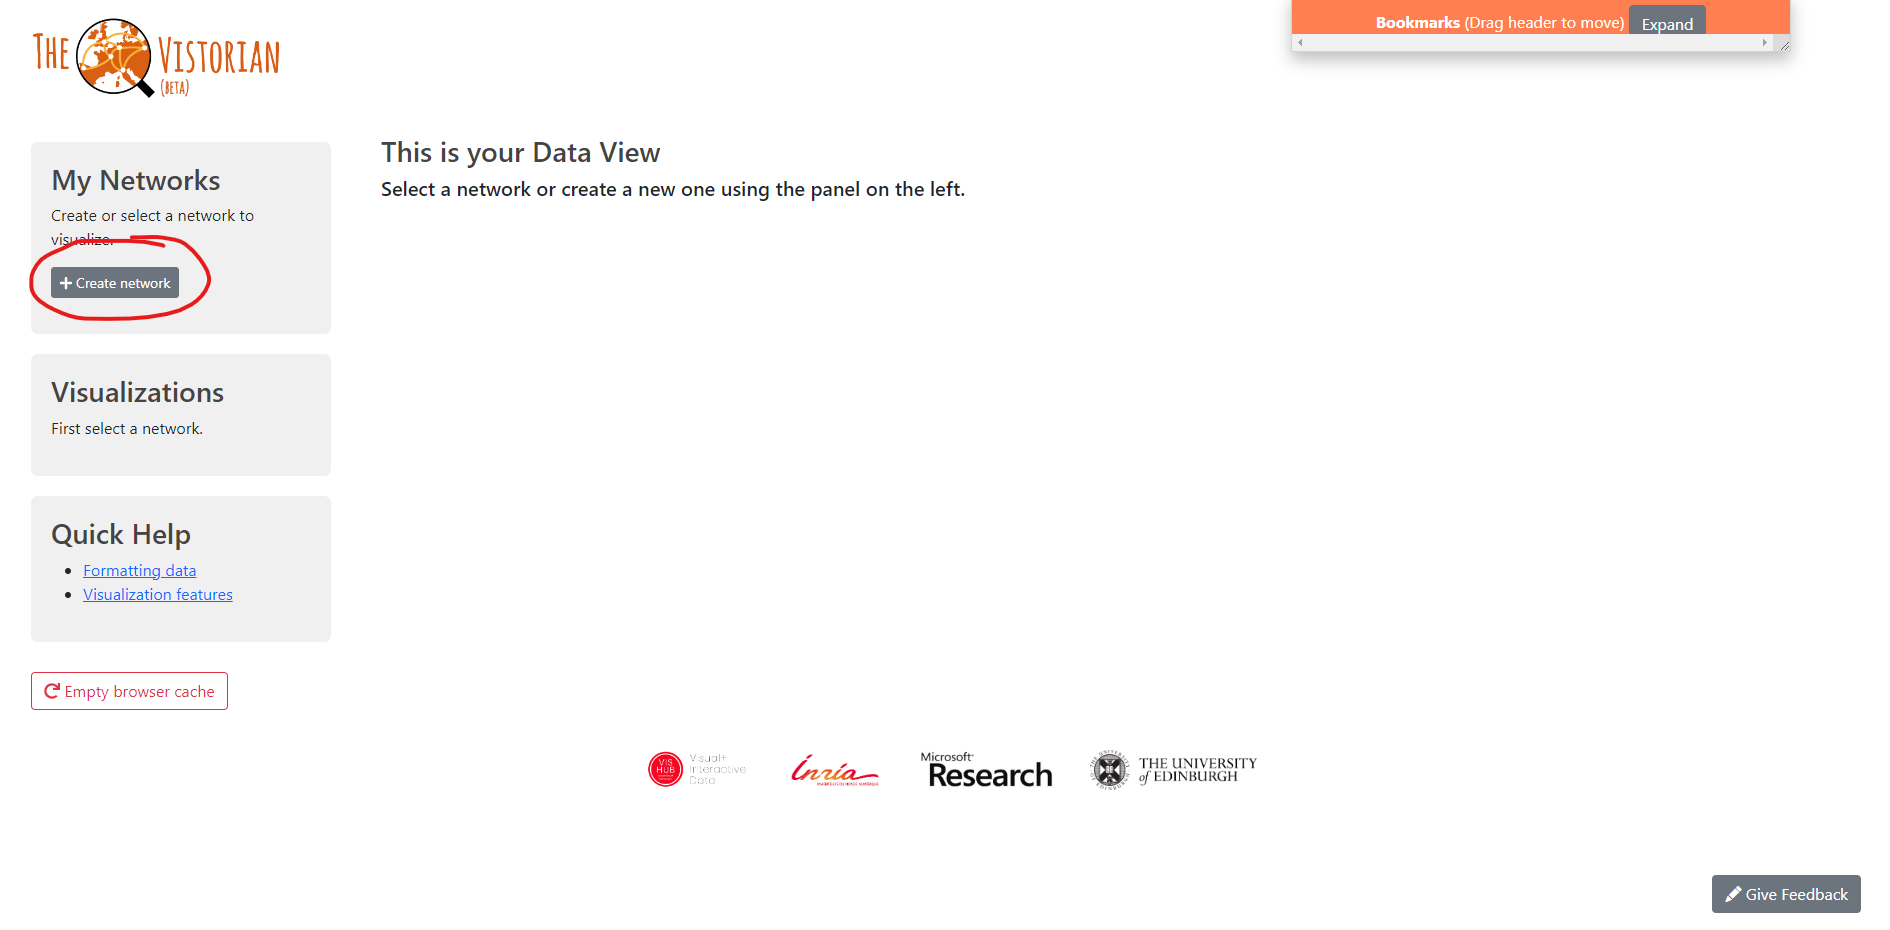 THE VISTORIAN
(BETA)
Bookmarks (Drag header to move) Expand
My Networks
Create or select a network to
visualize.
+ Create network
This is your Data View
Select a network or create a new one using the panel on the left.
Visualizations
First select a network.
Quick Help
Formatting data
Visualization features
Empty browser cache
VIS
HUB
Visual+
Interactive
Data
Inria
Microsoft
Research
THE UNIVERSITY
of EDINBURGH
Give Feedback